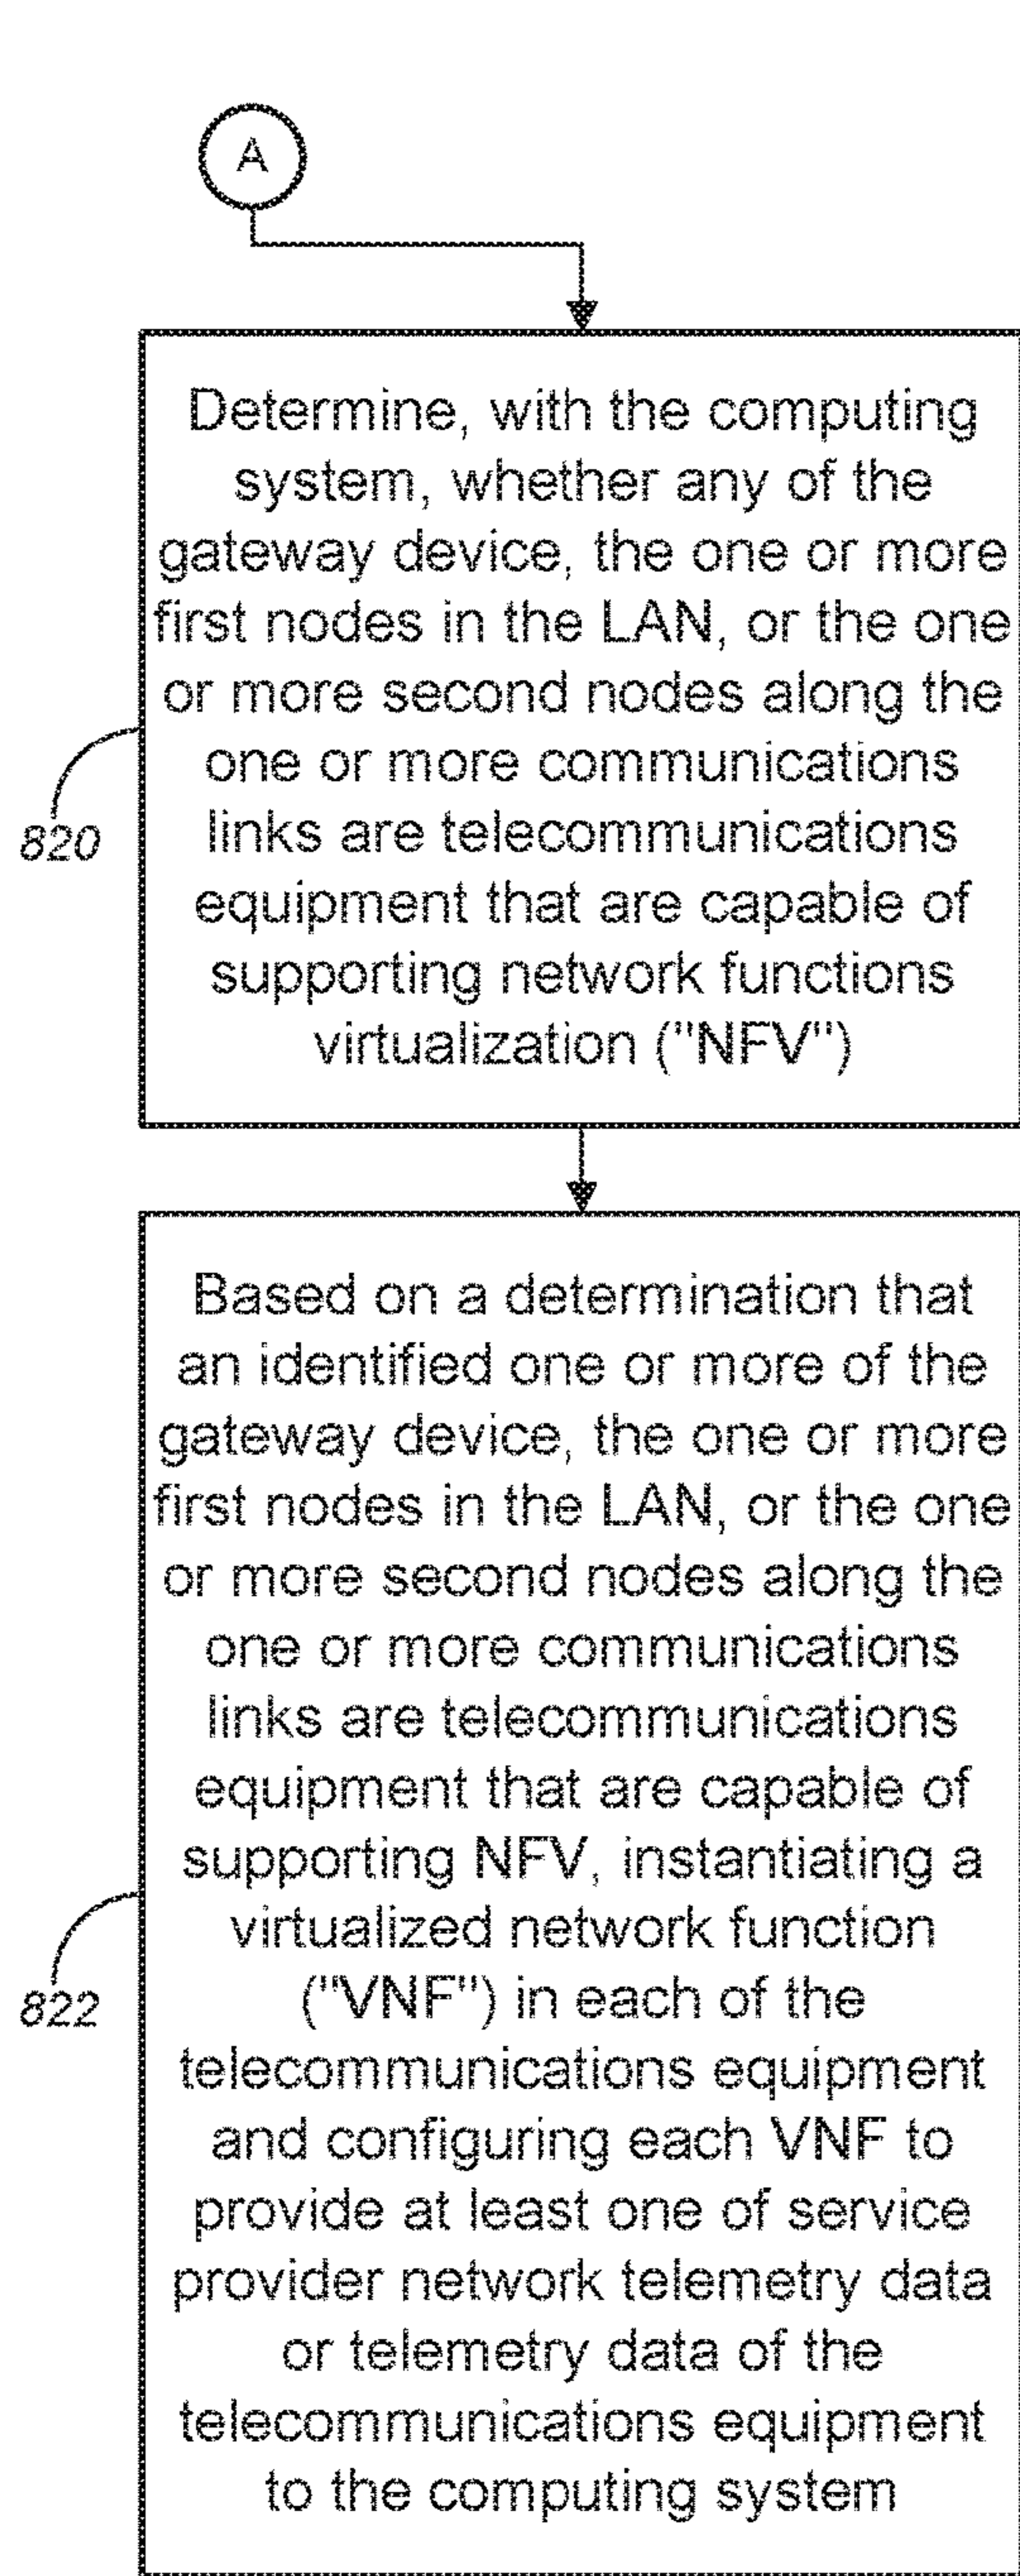 A
Determine, with the computing
system, whether any of the
gateway device, the one or more
first nodes in the LAN, or the one
or more second nodes along the
one or more communications
links are telecommunications
equipment that are capable of
supporting network functions
virtualization ("NFV")
820
Based on a determination that
an identified one or more of the
gateway device, the one or more
first nodes in the LAN, or the one
or more second nodes along the
one or more communications
links are telecommunications
equipment that are capable of
supporting NFV, instantiating a
virtualized network function
("VNF") in each of the
telecommunications equipment
and configuring each VNF to
provide at least one of service
provider network telemetry data
or telemetry data of the
telecommunications equipment
to the computing system
822